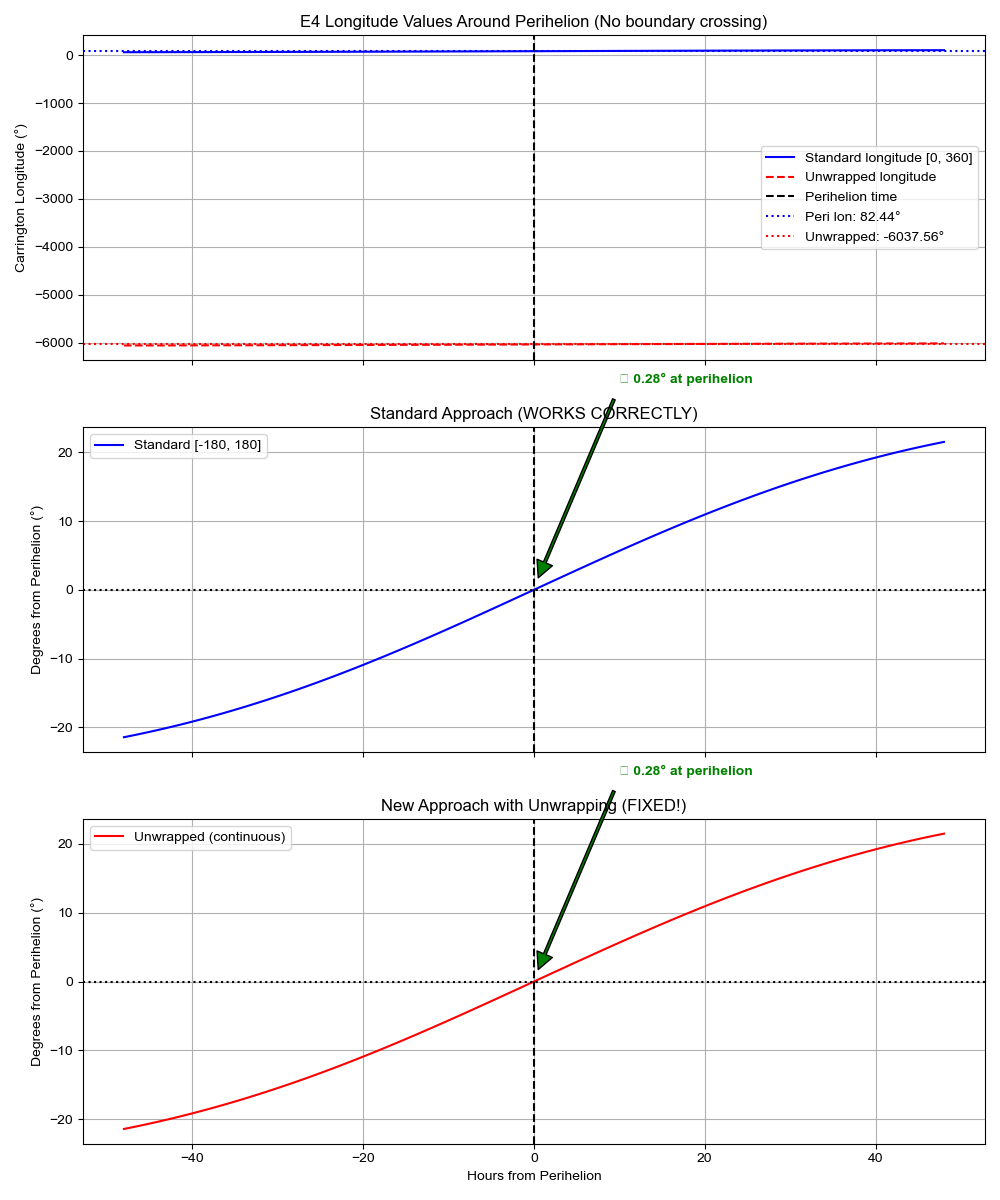 E4 Longitude Values Around Perihelion (No boundary crossing)
Carrington Longitude (°)
0
−1000
−2000
−3000
−4000
−5000
−6000
Standard longitude [0, 360]
Unwrapped longitude
Perihelion time
Peri lon: 82.44°
Unwrapped: -6037.56°
0.28° at perihelion
Standard Approach (WORKS CORRECTLY)
Degrees from Perihelion (°)
20
10
0
−10
−20
Standard [-180, 180]
0.28° at perihelion
New Approach with Unwrapping (FIXED!)
Degrees from Perihelion (°)
20
10
0
−10
−20
Unwrapped (continuous)
−40
−20
0
20
40
Hours from Perihelion